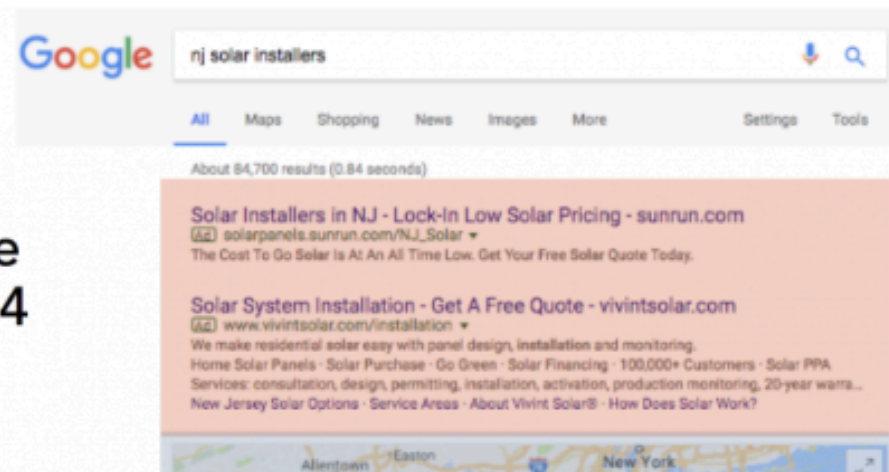 Google
nj solar installers
All Maps Shopping News Images More Settings Tools
About 84,700 results (0.84 seconds)
Solar Installers in NJ - Lock-In Low Solar Pricing - sunrun.com
Ad solarpanels.sunrun.com/NJ_Solar
The Cost To Go Solar Is At An All Time Low. Get Your Free Solar Quote Today.
e
4
Solar System Installation - Get A Free Quote - vivintsolar.com
Ad www.vivintsolar.com/installation
We make residential solar easy with panel design, installation and monitoring.
Home Solar Panels · Solar Purchase · Go Green · Solar Financing · 100,000+ Customers · Solar PPA
Services: consultation, design, permitting, installation, activation, production monitoring, 20-year warra...
New Jersey Solar Options · Service Areas · About Vivint Solar® · How Does Solar Work?
Allentown Easton New York